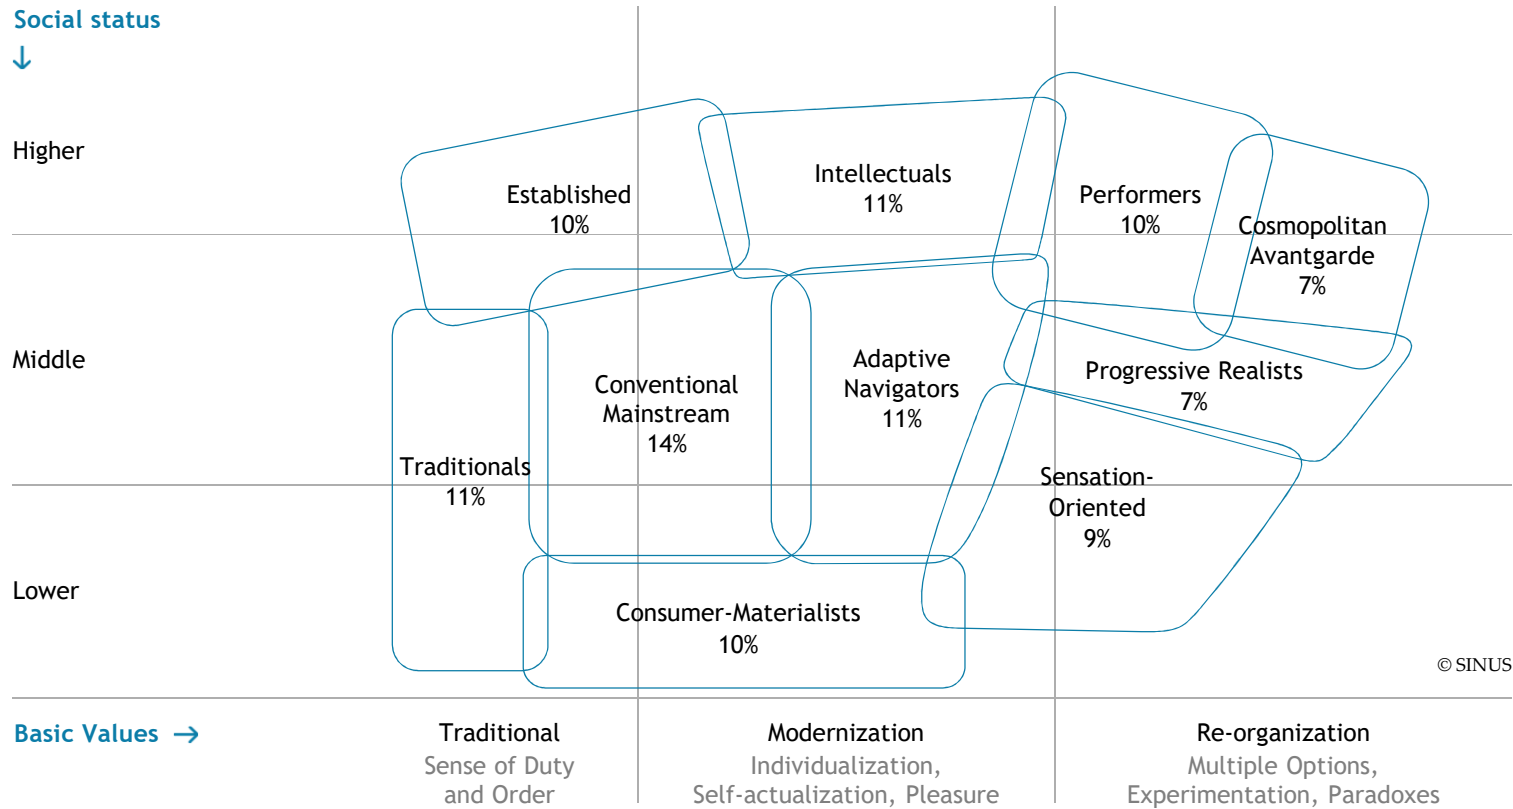 Social status
↓
Higher
Established
10%
Intellectuals
11%
Performers
10%
Cosmopolitan
Avantgarde
7%
Middle
Conventional
Mainstream
14%
Adaptive
Navigators
11%
Progressive Realists
7%
Traditionals
11%
Sensation-
Oriented
9%
Lower
Consumer-Materialists
10%
© SINUS
Basic Values →
Traditional
Sense of Duty
and Order
Modernization
Individualization,
Self-actualization, Pleasure
Re-organization
Multiple Options,
Experimentation, Paradoxes